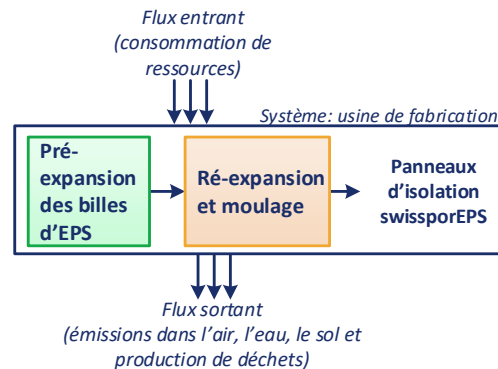 Flux entrant
(consommation de
ressources)
Système: usine de fabrication
Pré-
expansion
des billes
d'EPS
Ré-expansion
et moulage
Panneaux
d'isolation
swissporEPS
Flux sortant
(émissions dans l'air, l'eau, le sol et
production de déchets)